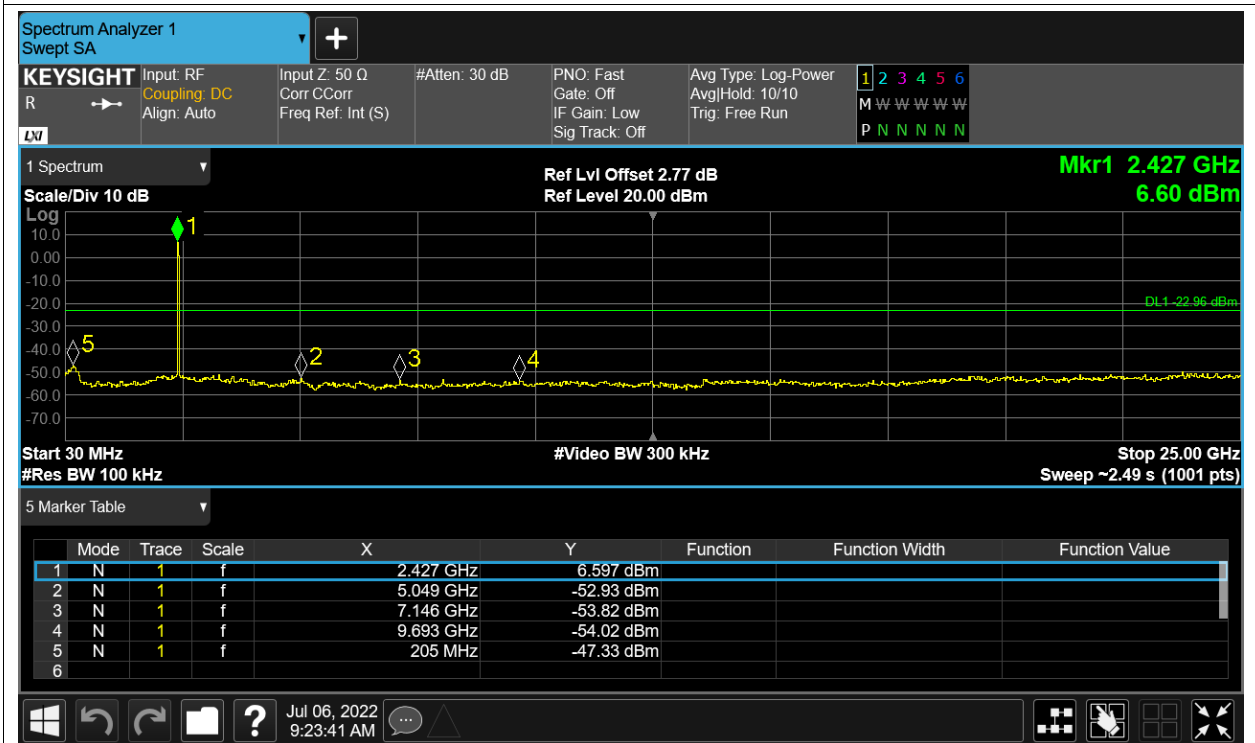 Spectrum Analyzer 1
Swept SA
KEYSIGHT Input: RF Input Z: 50 Ω #Atten: 30 dB PNO: Fast Avg Type: Log-Power 1 2 3 4 5 6
R Coupling: DC Corr CCorr Gate: Off Avg|Hold: 10/10 M W W W W W W
Align: Auto Freq Ref: Int (S) IF Gain: Low Trig: Free Run
LXI Sig Track: Off P N N N N N N
1 Spectrum Ref Lvl Offset 2.77 dB Mkr1 2.427 GHz
Scale/Div 10 dB Ref Level 20.00 dBm 6.60 dBm
Log
1
10.0
0.00
-10.0
-20.0 DL1 -22.96 dBm
-30.0
5
-40.0
2 3 4
-50.0
-60.0
-70.0
Start 30 MHz #Video BW 300 kHz Stop 25.00 GHz
#Res BW 100 kHz Sweep ~2.49 s (1001 pts)
5 Marker Table
Mode Trace Scale X Y Function Function Width Function Value
1 N 1 f 2.427 GHz 6.597 dBm
2 N 1 f 5.049 GHz -52.93 dBm
3 N 1 f 7.146 GHz -53.82 dBm
4 N 1 f 9.693 GHz -54.02 dBm
5 N 1 f 205 MHz -47.33 dBm
6
? Jul 06, 2022
9:23:41 AM